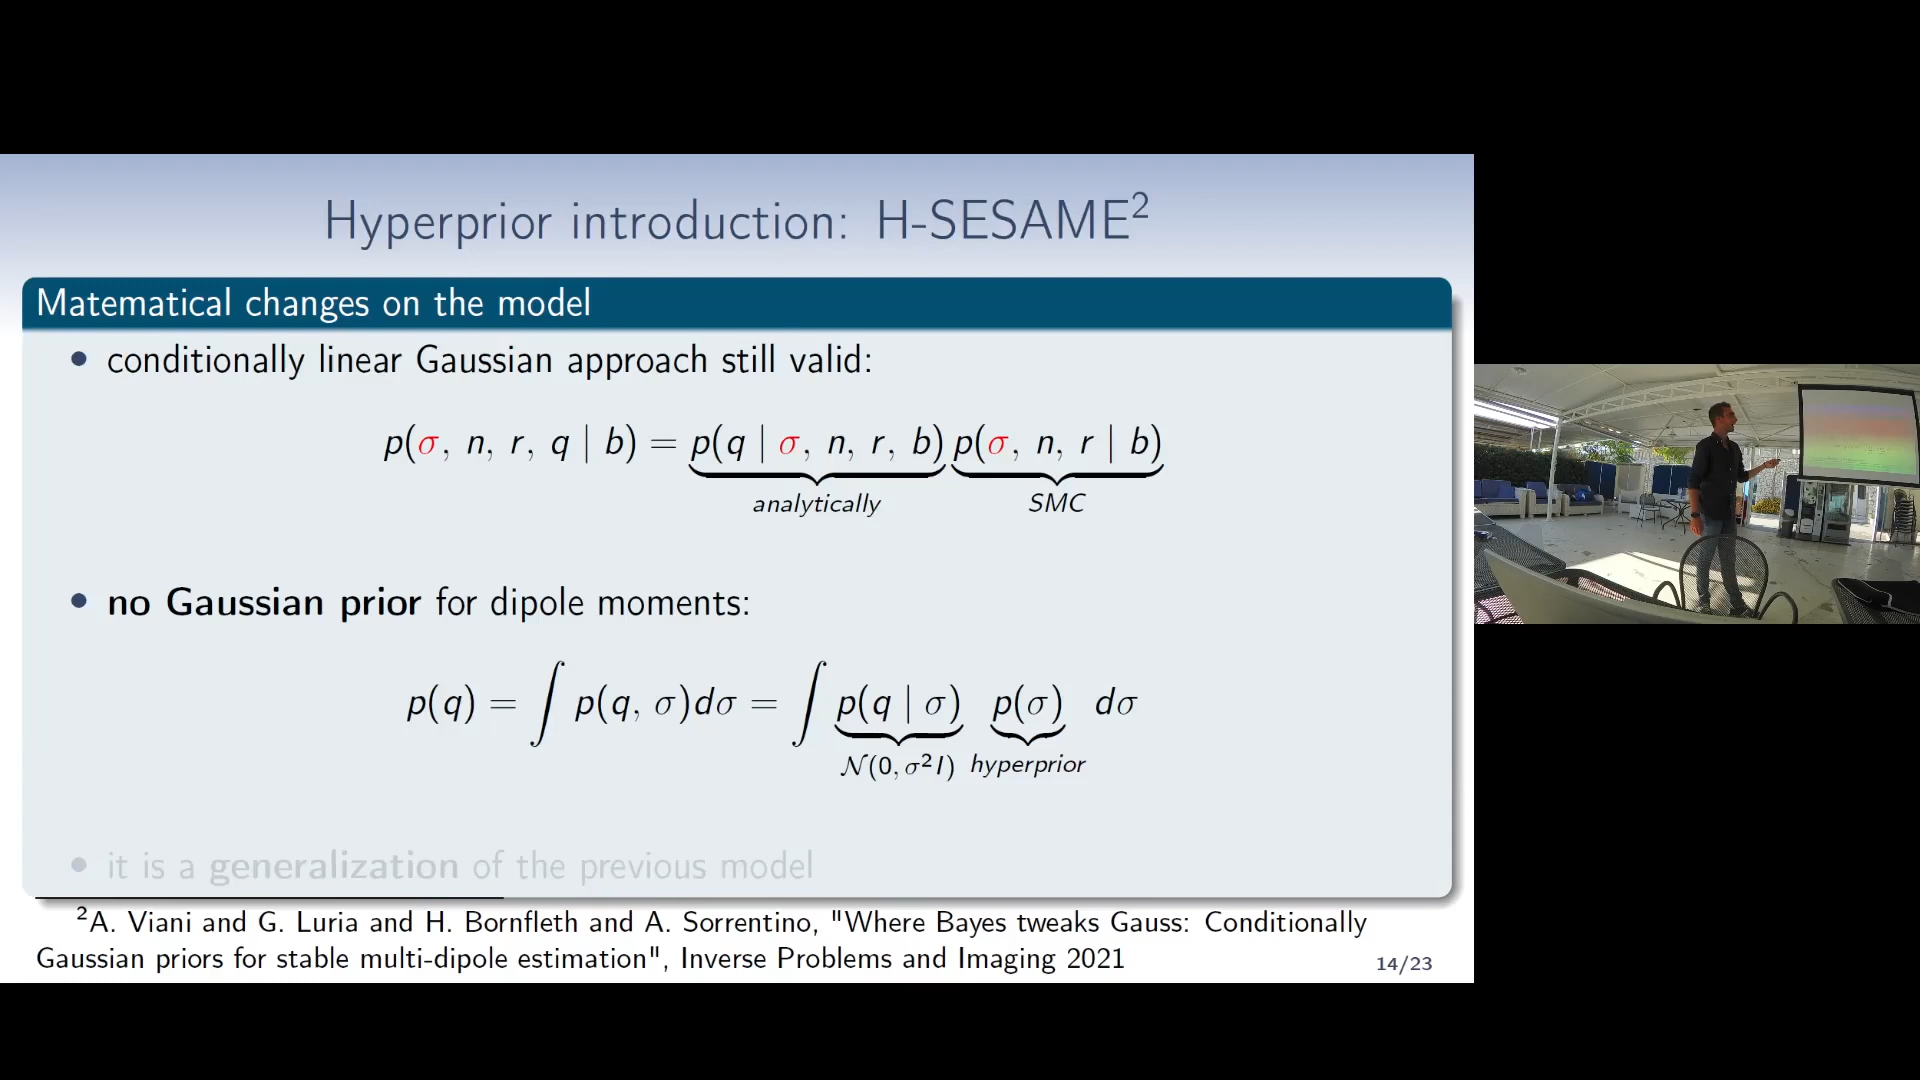 Hyperprior introduction: H-SESAME²
Matematical changes on the model
• conditionally linear Gaussian approach still valid:
p(σ, n, r, q | b) = p(q | σ, n, r, b) p(σ, n, r | b)
analytically SMC
• no Gaussian prior for dipole moments:
p(q) = ∫ p(q, σ)dσ = ∫ p(q | σ) p(σ) dσ
𝒩(0, σ²I) hyperprior
• it is a generalization of the previous model
²A. Viani and G. Luria and H. Bornfleth and A. Sorrentino, "Where Bayes tweaks Gauss: Conditionally
Gaussian priors for stable multi-dipole estimation", Inverse Problems and Imaging 2021
14/23